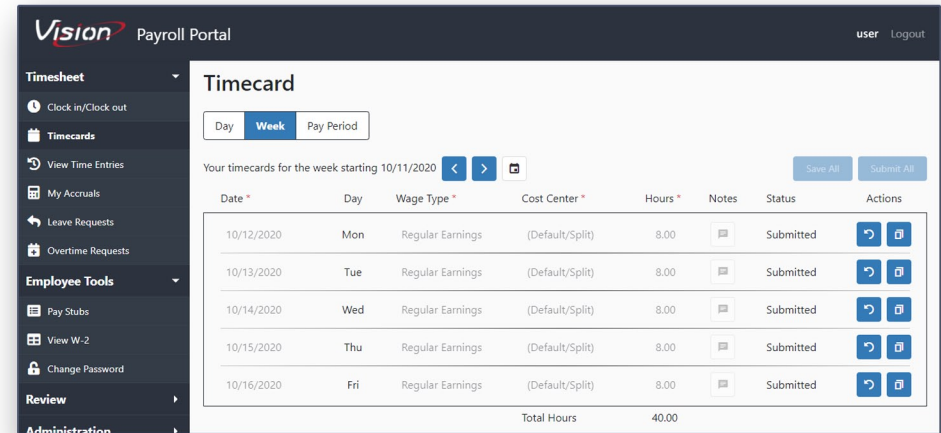 Vision Payroll Portal
user Logout
Timesheet
Clock in/Clock out
Timecards
View Time Entries
My Accruals
Leave Requests
Overtime Requests
Employee Tools
Pay Stubs
View W-2
Change Password
Review
Administration
Timecard
Day Week Pay Period
Your timecards for the week starting 10/11/2020
Save All Submit All
Date * Day Wage Type * Cost Center * Hours * Notes Status Actions
10/12/2020 Mon Regular Earnings (Default/Split) 8.00 Submitted
10/13/2020 Tue Regular Earnings (Default/Split) 8.00 Submitted
10/14/2020 Wed Regular Earnings (Default/Split) 8.00 Submitted
10/15/2020 Thu Regular Earnings (Default/Split) 8.00 Submitted
10/16/2020 Fri Regular Earnings (Default/Split) 8.00 Submitted
Total Hours 40.00